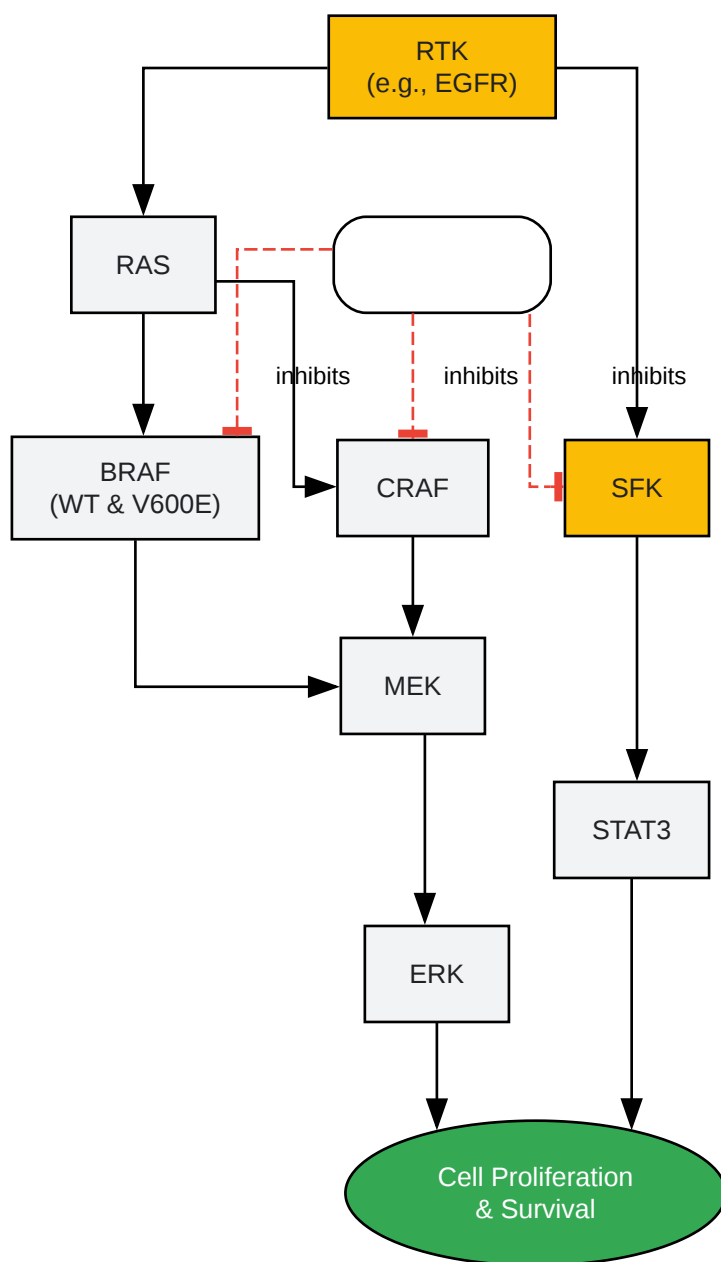 RTK
(e.g., EGFR)
RAS
inhibits
inhibits
inhibits
BRAF
(WT & V600E)
CRAF
SFK
MEK
STAT3
ERK
Cell Proliferation
& Survival